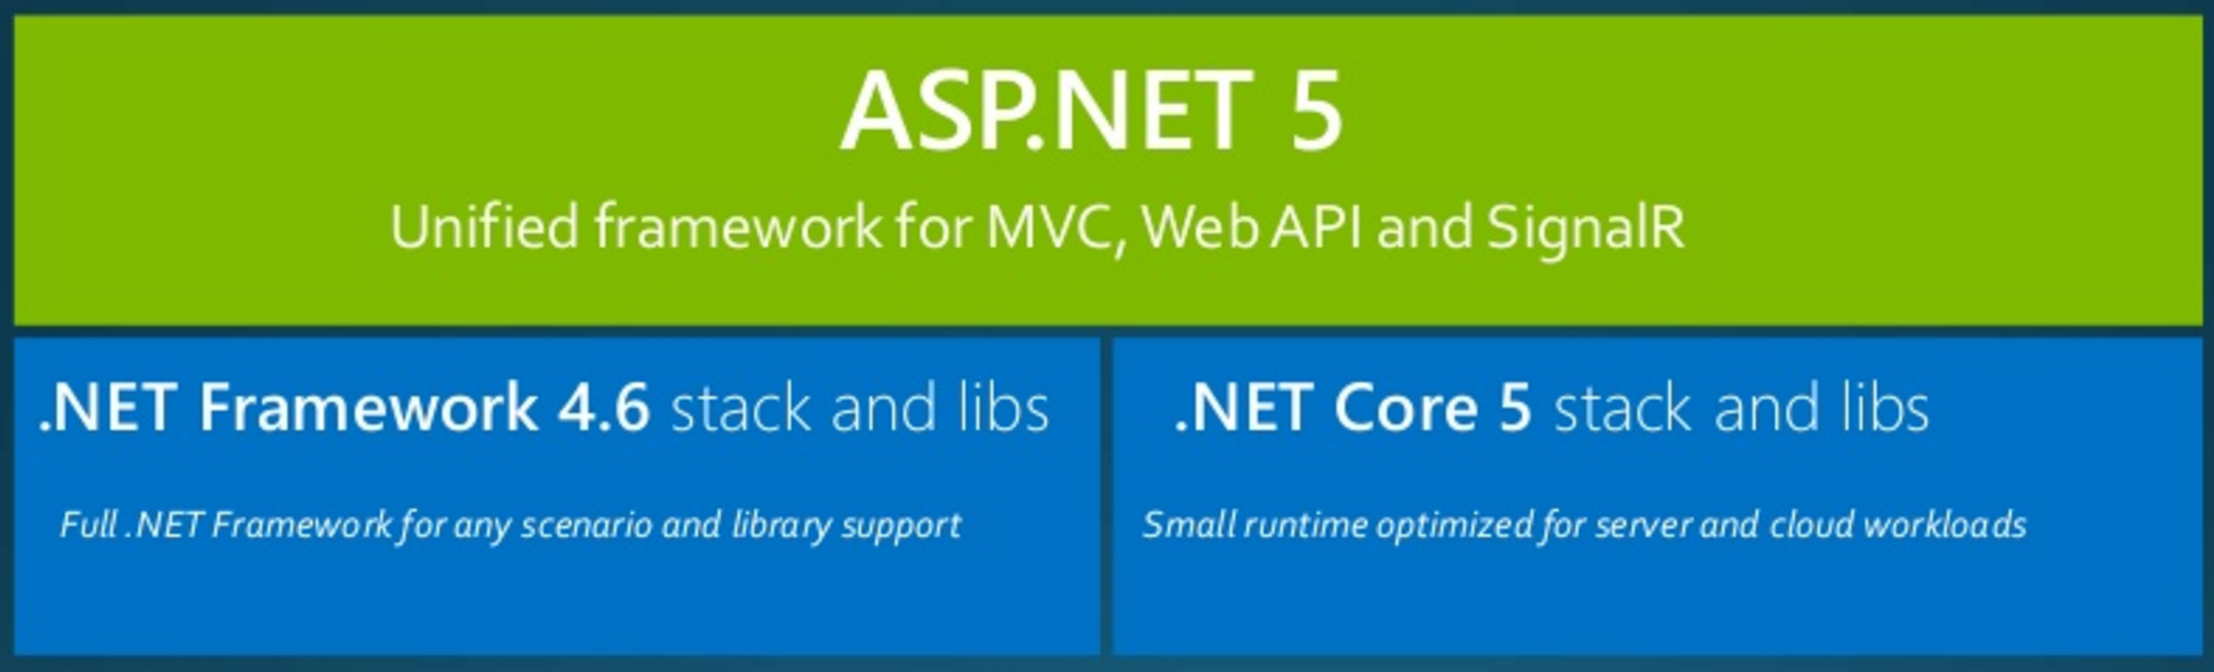 ASP.NET 5
Unified framework for MVC, Web API and SignalR
.NET Framework 4.6 stack and libs
Full .NET Framework for any scenario and library support
.NET Core 5 stack and libs
Small runtime optimized for server and cloud workloads